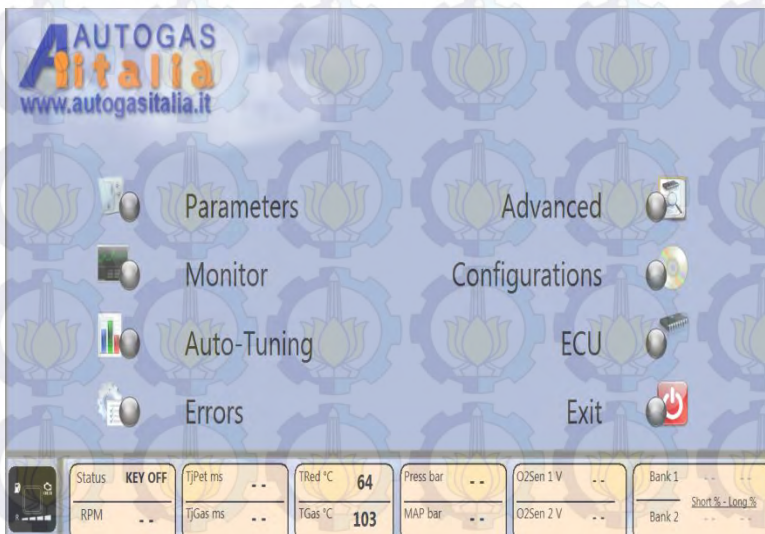 AUTOGAS
italia
www.autogasitalia.it
Parameters
Advanced
Monitor
Configurations
Auto-Tuning
ECU
Errors
Exit
Status KEY OFF
RPM - -
TjPet ms - -
TjGas ms - -
TRed °C 64
TGas °C 103
Press bar - -
MAP bar - -
O2Sen 1 V - -
O2Sen 2 V - -
Bank 1 - - - -
Short % - Long %
Bank 2 - - - -